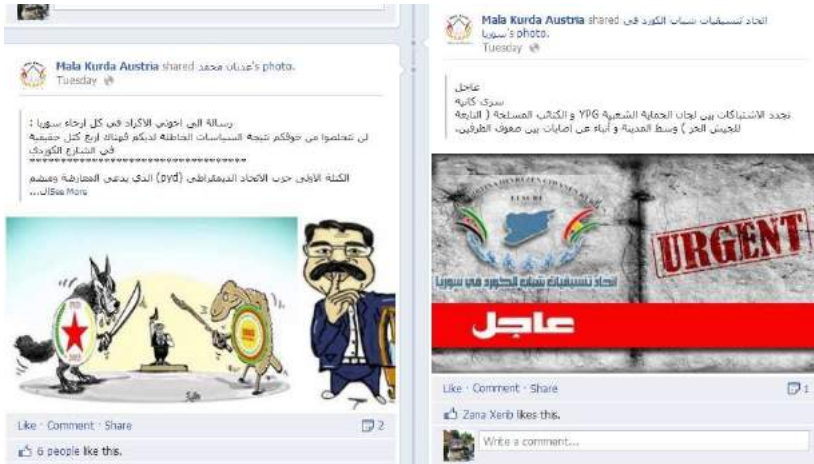 Mala Kurda Austria shared عدنان محمد's photo.
Tuesday
رسالة الى اخوتي الاكراد في كل ارجاء سوريا :
لن تتخلصوا من خوفكم نتيجة السياسات الخاطئة لديكم فهناك اربع كتل حقيقية
في الشارع الكوردي
***********************************
الكتلة الاولى حزب الاتحاد الديمقراطي (pyd) الذي يدعي المعارضة ومنهم
ال...See More
Like · Comment · Share
2
6 people like this.
Mala Kurda Austria shared اتحاد تنسيقيات شباب الكورد في
سوريا's photo.
Tuesday
عاجل
سري كانيه
تجدد الاشتباكات بين لجان الحماية الشعبية YPG و الكتائب المسلحة ( التابعة
للجيش الحر ) وسط المدينة و أنباء عن إصابات بين صفوف الطرفين.
URGENT
اتحاد تنسيقيات شباب الكورد في سوريا
عاجل
Like · Comment · Share
1
Zana Xerib likes this.
Write a comment...